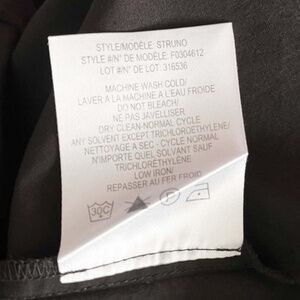 STYLE/MODÈLE: STRUNO
STYLE #/N° DE MODÈLE: F0304612
LOT #/N° DE LOT: 318536
MACHINE WASH COLD/
LAVER A LA MACHINE A L'EAU FROIDE
DO NOT BLEACH/
NE PAS JAVELLISER
DRY CLEAN-NORMAL CYCLE
ANY SOLVENT EXCEPT TRICHLOROETHYLENE/
NETTOYAGE A SEC - CYCLE NORMAL
N'IMPORTE QUEL SOLVANT SAUF
TRICHLORÉTHYLÈNE
LOW IRON/
REPASSER AU FER FROID
30C P